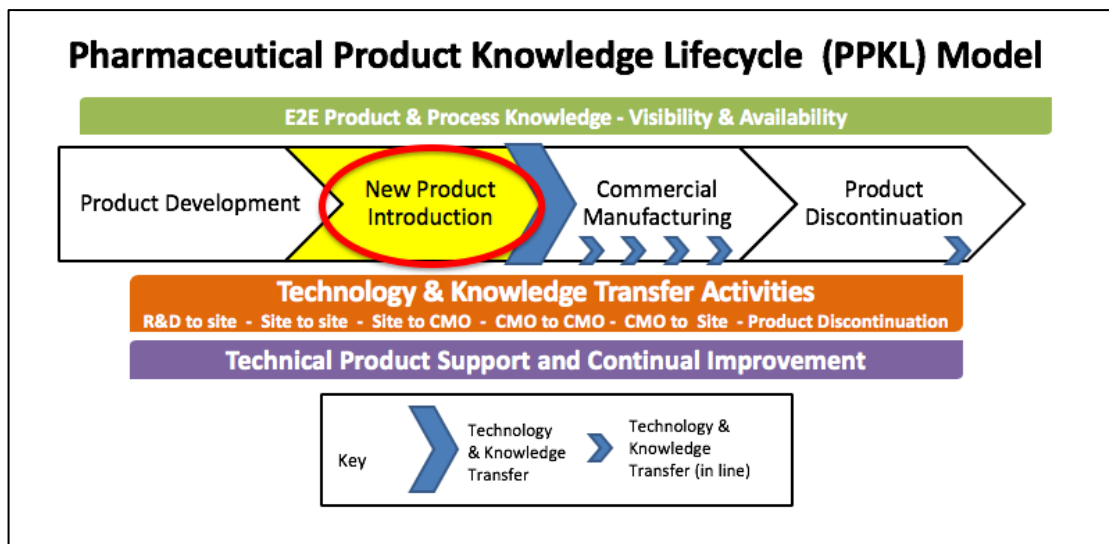 Pharmaceutical Product Knowledge Lifecycle (PPKL) Model
E2E Product & Process Knowledge - Visibility & Availability
Product Development
New Product
Introduction
Commercial
Manufacturing
Product
Discontinuation
Technology & Knowledge Transfer Activities
R&D to site - Site to site - Site to CMO - CMO to CMO - CMO to Site - Product Discontinuation
Technical Product Support and Continual Improvement
Key
Technology
& Knowledge
Transfer
Technology &
Knowledge
Transfer (in line)